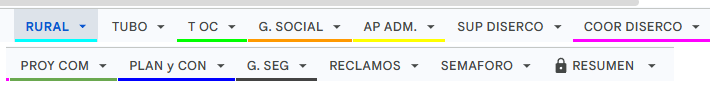 RURAL TUBO T OC G. SOCIAL AP ADM. SUP DISERCO COOR DISERCO
PROY COM PLAN y CON G. SEG RECLAMOS SEMAFORO RESUMEN